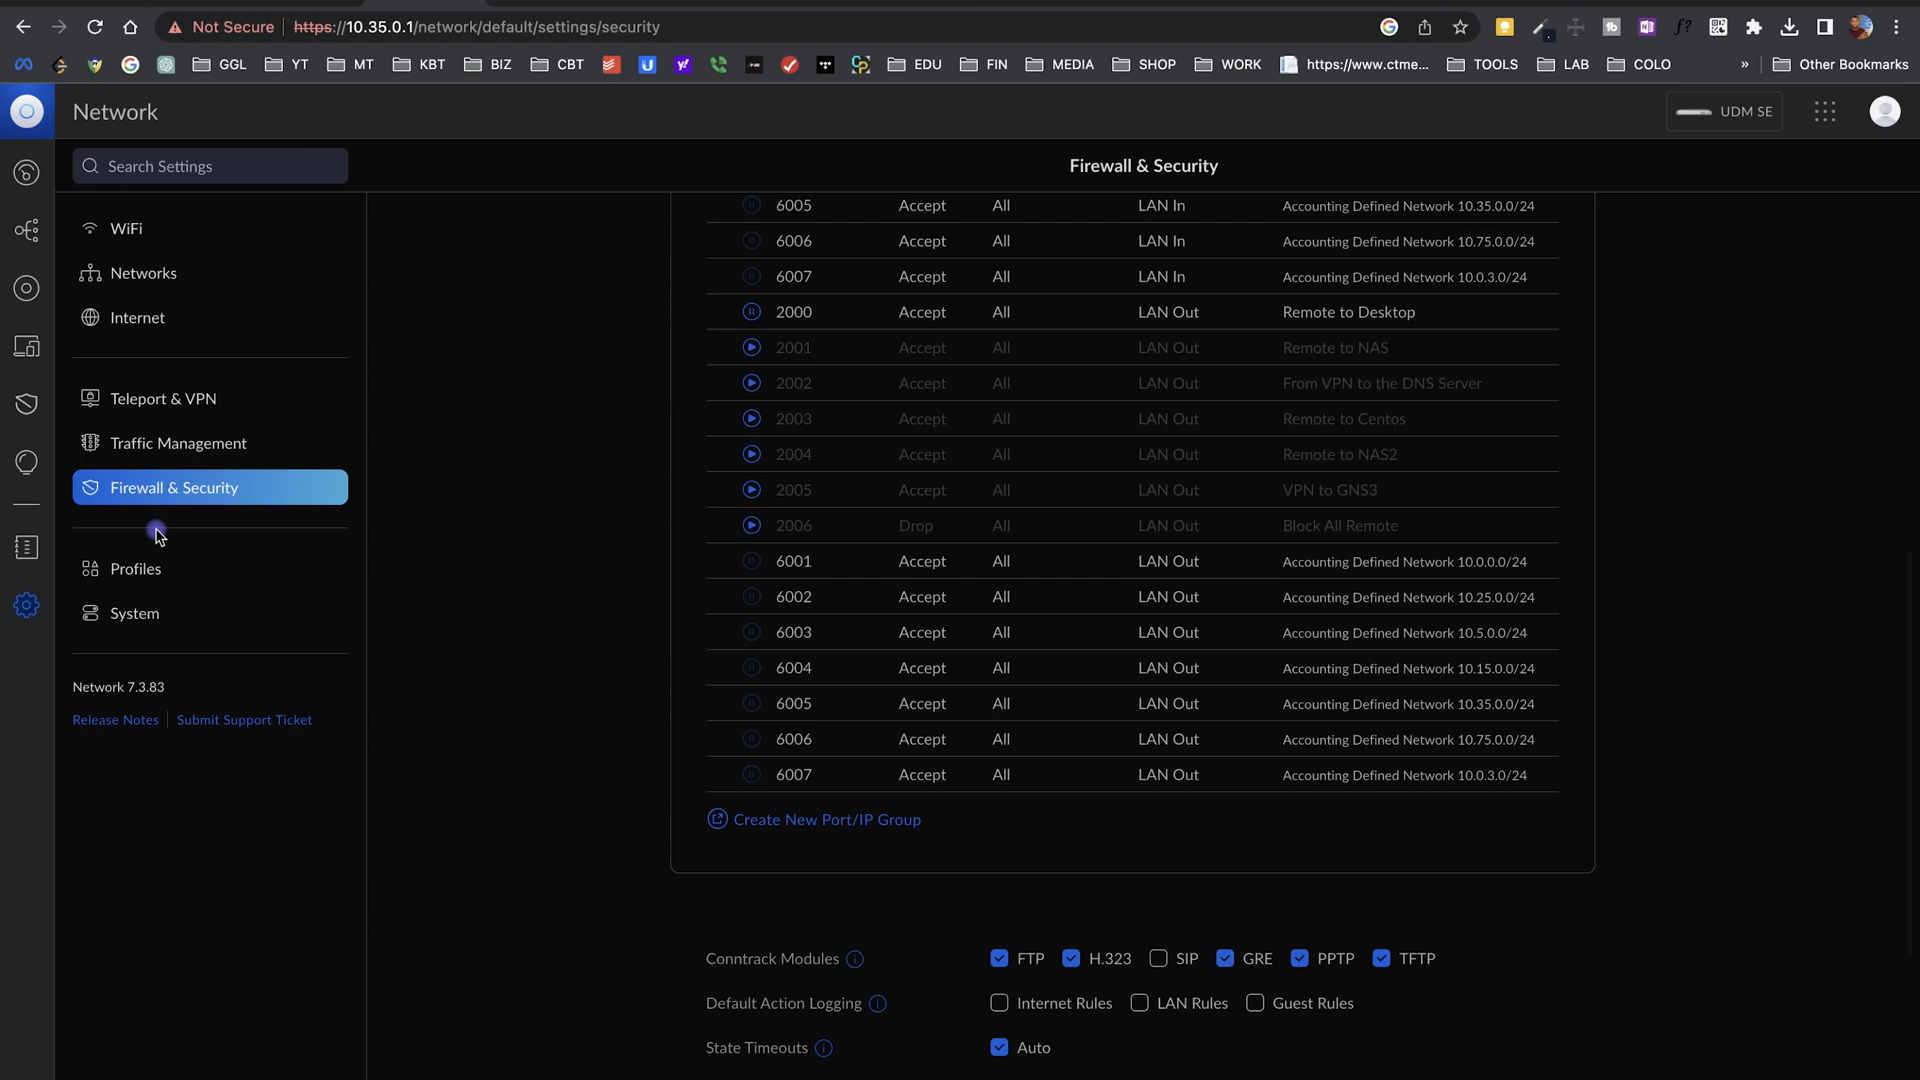 Not Secure https://10.35.0.1/network/default/settings/security
GGL YT MT KBT BIZ CBT EDU FIN MEDIA SHOP WORK https://www.ctme... TOOLS LAB COLO » Other Bookmarks
Network UDM SE
Search Settings Firewall & Security
WiFi
Networks
Internet
Teleport & VPN
Traffic Management
Firewall & Security
Profiles
System
Network 7.3.83
Release Notes Submit Support Ticket
6005 Accept All LAN In Accounting Defined Network 10.35.0.0/24
6006 Accept All LAN In Accounting Defined Network 10.75.0.0/24
6007 Accept All LAN In Accounting Defined Network 10.0.3.0/24
2000 Accept All LAN Out Remote to Desktop
2001 Accept All LAN Out Remote to NAS
2002 Accept All LAN Out From VPN to the DNS Server
2003 Accept All LAN Out Remote to Centos
2004 Accept All LAN Out Remote to NAS2
2005 Accept All LAN Out VPN to GNS3
2006 Drop All LAN Out Block All Remote
6001 Accept All LAN Out Accounting Defined Network 10.0.0.0/24
6002 Accept All LAN Out Accounting Defined Network 10.25.0.0/24
6003 Accept All LAN Out Accounting Defined Network 10.5.0.0/24
6004 Accept All LAN Out Accounting Defined Network 10.15.0.0/24
6005 Accept All LAN Out Accounting Defined Network 10.35.0.0/24
6006 Accept All LAN Out Accounting Defined Network 10.75.0.0/24
6007 Accept All LAN Out Accounting Defined Network 10.0.3.0/24
Create New Port/IP Group
Conntrack Modules FTP H.323 SIP GRE PPTP TFTP
Default Action Logging Internet Rules LAN Rules Guest Rules
State Timeouts Auto